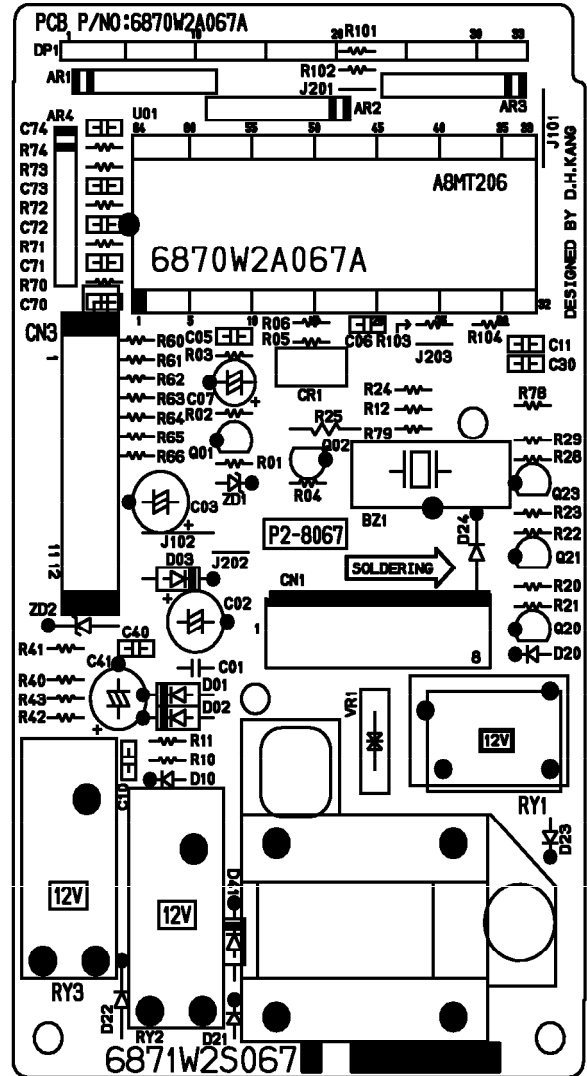 PCB P/NO:6870W2A067A
1 10 20 30 33
DP1
R101
R102
J201
AR1
AR2
AR3
J101
DESIGNED BY D.H.KANG
AR4
U01
64 60 55 50 45 40 35 33
C74
R74
R73
C73
R72
C72
R71
C71
R70
C70
A8MT206
6870W2A067A
32
1 5 10
CN3
1
11 12
R60
R61
R62
R63
R64
R65
R66
C05
R03
C07
R02
Q01
R01
ZD1
R06
R05
CR1
C06
R103
J203
R104
C11
C30
R24
R12
R79
R78
R25
Q02
R04
BZ1
R29
R28
Q23
R23
R22
Q21
R20
R21
Q20
D20
C03
J102
D03
J202
P2-8067
SOLDERING
D24
CN1
1
8
C02
ZD2
R41
C40
C41
C01
R40
R43
R42
D01
D02
R11
R10
D10
C10
VR1
12V
RY1
D23
12V
RY3
12V
RY2
D41
D22
D21
6871W2S067